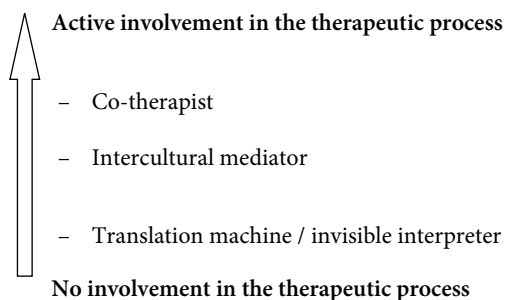 Active involvement in the therapeutic process
– Co-therapist
– Intercultural mediator
– Translation machine / invisible interpreter
No involvement in the therapeutic process